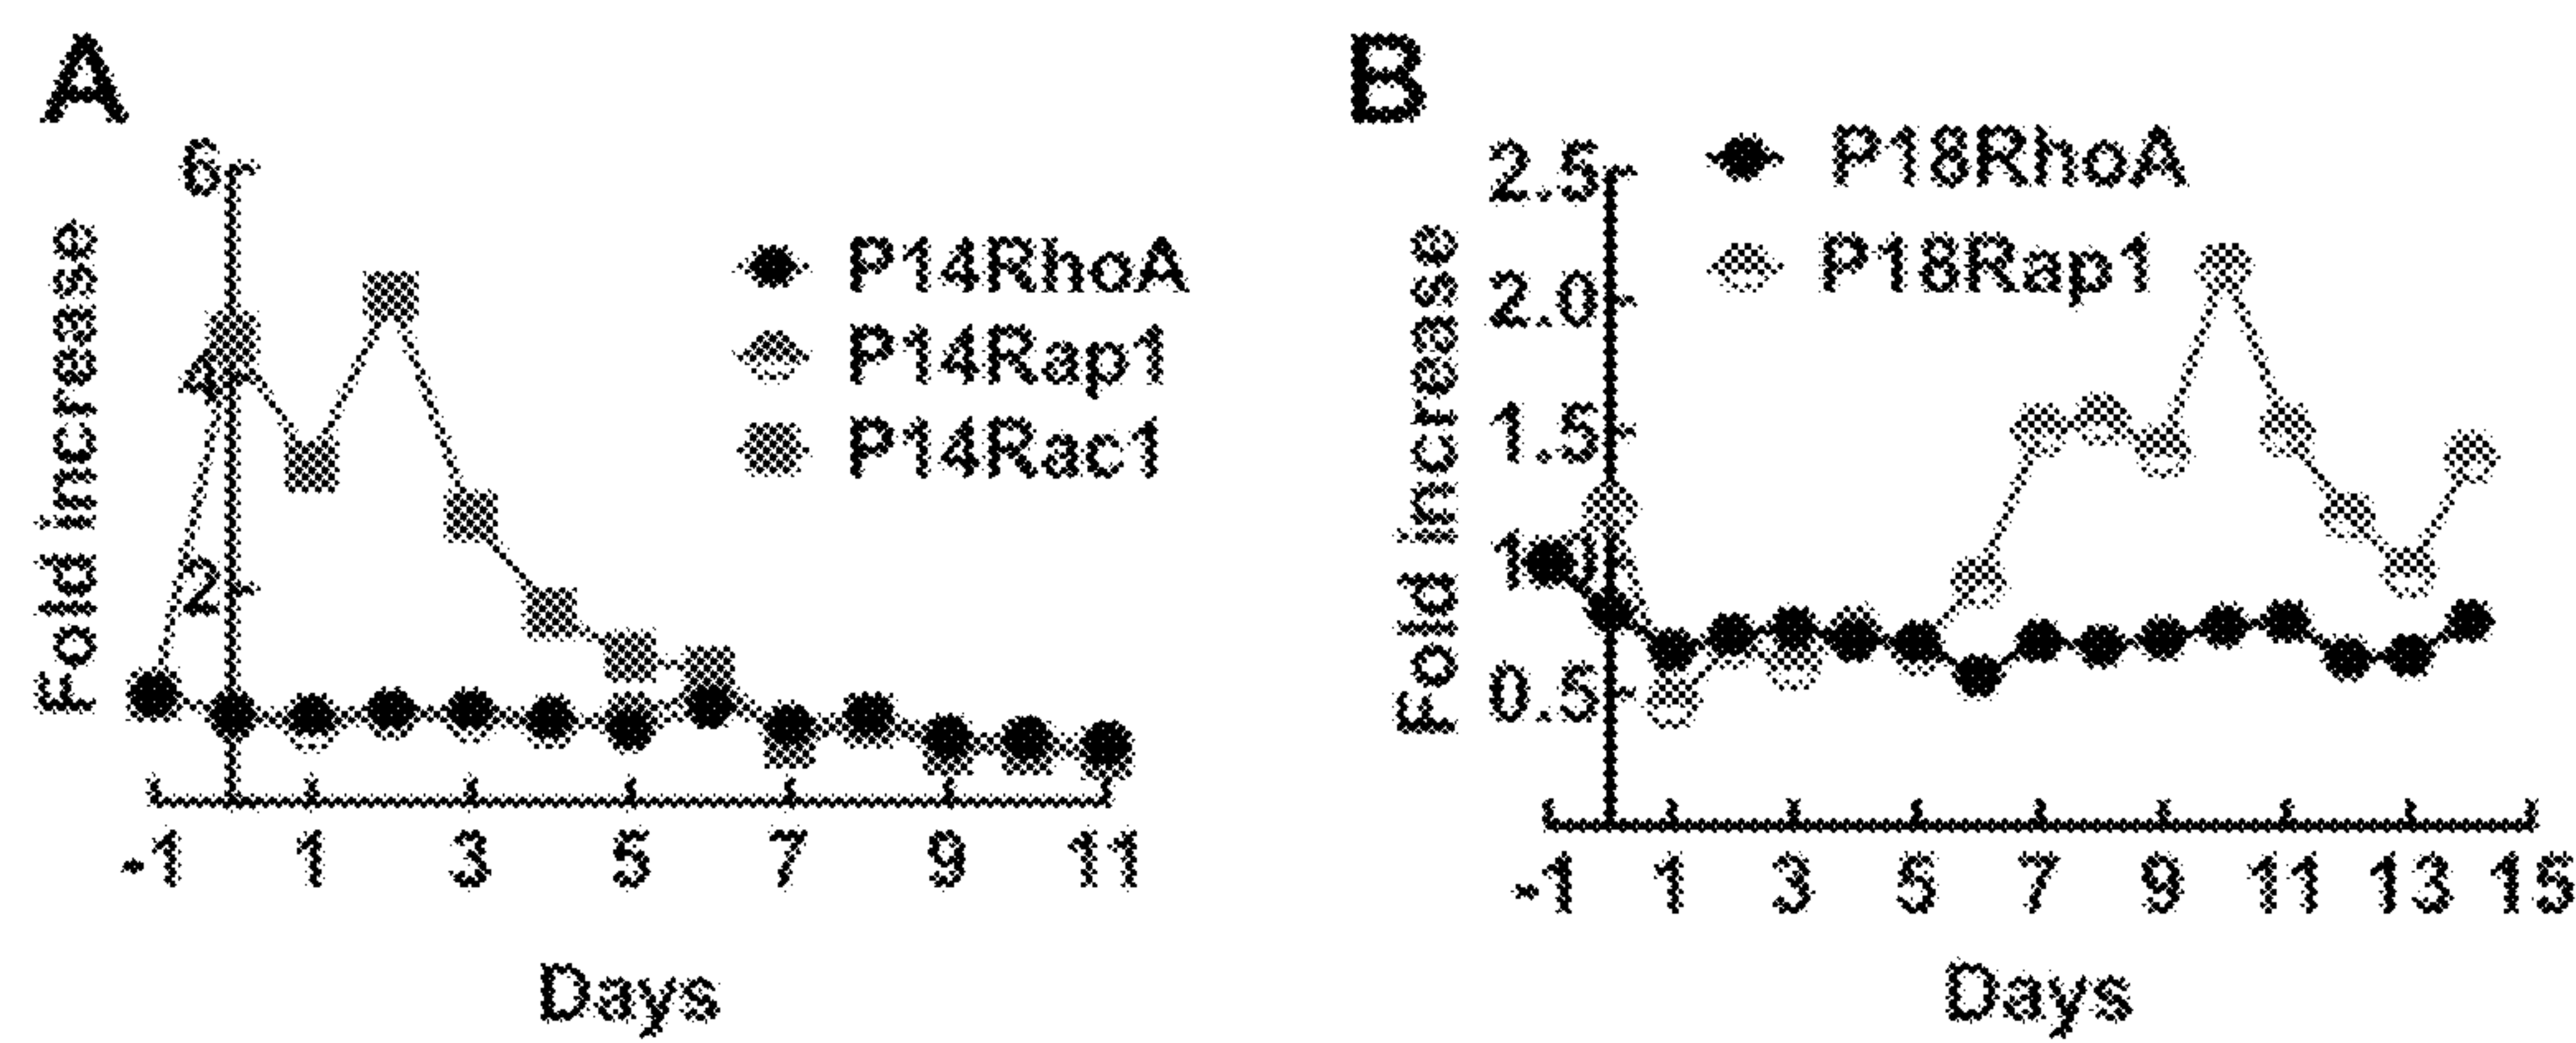 A
6
4
2
Fold increase
P14RhoA
P14Rap1
P14Rac1
-1 1 3 5 7 9 11
Days
B
2.5
2.0
1.5
1.0
0.5
Fold increase
P18RhoA
P18Rap1
-1 1 3 5 7 9 11 13 15
Days